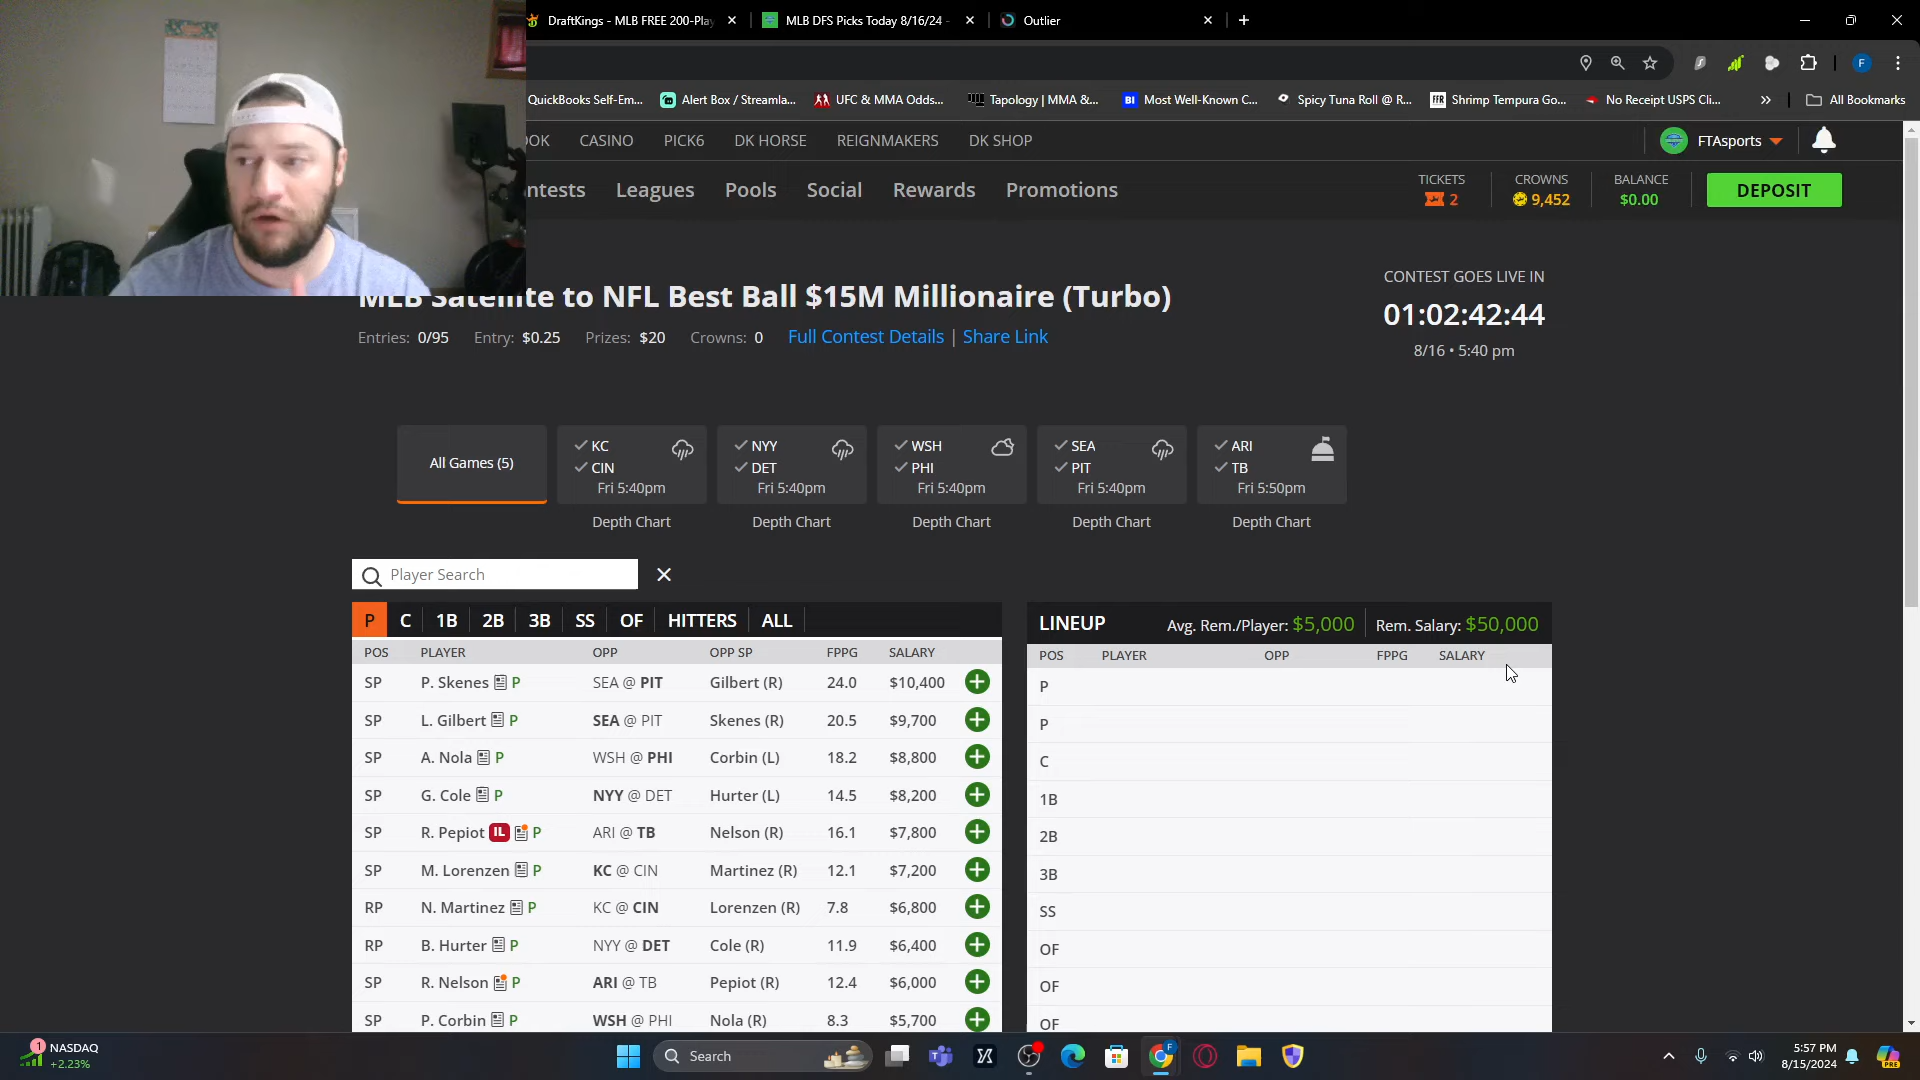 DraftKings - MLB FREE 200-Play
MLB DFS Picks Today 8/16/24 -
Outlier
QuickBooks Self-Em...
Alert Box / Streamla...
UFC & MMA Odds...
Tapology | MMA &...
BI Most Well-Known C...
Spicy Tuna Roll @ R...
FFR Shrimp Tempura Go...
No Receipt USPS Cli...
» All Bookmarks
OOK CASINO PICK6 DK HORSE REIGNMAKERS DK SHOP
FTAsports
ntests Leagues Pools Social Rewards Promotions
TICKETS CROWNS BALANCE
2 9,452 $0.00
DEPOSIT
MLB Satellite to NFL Best Ball $15M Millionaire (Turbo)
Entries: 0/95 Entry: $0.25 Prizes: $20 Crowns: 0 Full Contest Details | Share Link
CONTEST GOES LIVE IN
01:02:42:44
8/16 • 5:40 pm
All Games (5)
KC
CIN
Fri 5:40pm
Depth Chart
NYY
DET
Fri 5:40pm
Depth Chart
WSH
PHI
Fri 5:40pm
Depth Chart
SEA
PIT
Fri 5:40pm
Depth Chart
ARI
TB
Fri 5:50pm
Depth Chart
Player Search
P C 1B 2B 3B SS OF HITTERS ALL
POS PLAYER OPP OPP SP FPPG SALARY
SP P. Skenes P SEA @ PIT Gilbert (R) 24.0 $10,400
SP L. Gilbert P SEA @ PIT Skenes (R) 20.5 $9,700
SP A. Nola P WSH @ PHI Corbin (L) 18.2 $8,800
SP G. Cole P NYY @ DET Hurter (L) 14.5 $8,200
SP R. Pepiot IL P ARI @ TB Nelson (R) 16.1 $7,800
SP M. Lorenzen P KC @ CIN Martinez (R) 12.1 $7,200
RP N. Martinez P KC @ CIN Lorenzen (R) 7.8 $6,800
RP B. Hurter P NYY @ DET Cole (R) 11.9 $6,400
SP R. Nelson P ARI @ TB Pepiot (R) 12.4 $6,000
SP P. Corbin P WSH @ PHI Nola (R) 8.3 $5,700
LINEUP Avg. Rem./Player: $5,000 Rem. Salary: $50,000
POS PLAYER OPP FPPG SALARY
P
P
C
1B
2B
3B
SS
OF
OF
OF
1 NASDAQ
+2.23%
Search
5:57 PM
8/15/2024